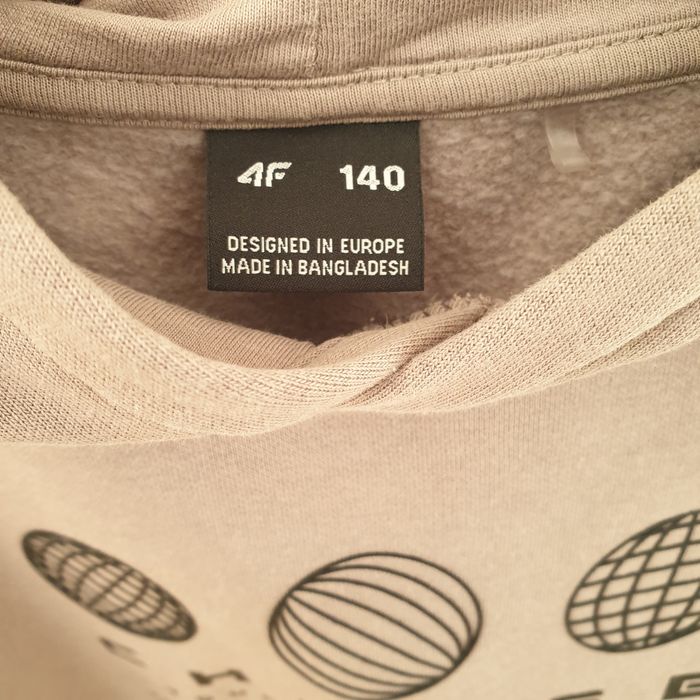 4F 140
DESIGNED IN EUROPE
MADE IN BANGLADESH